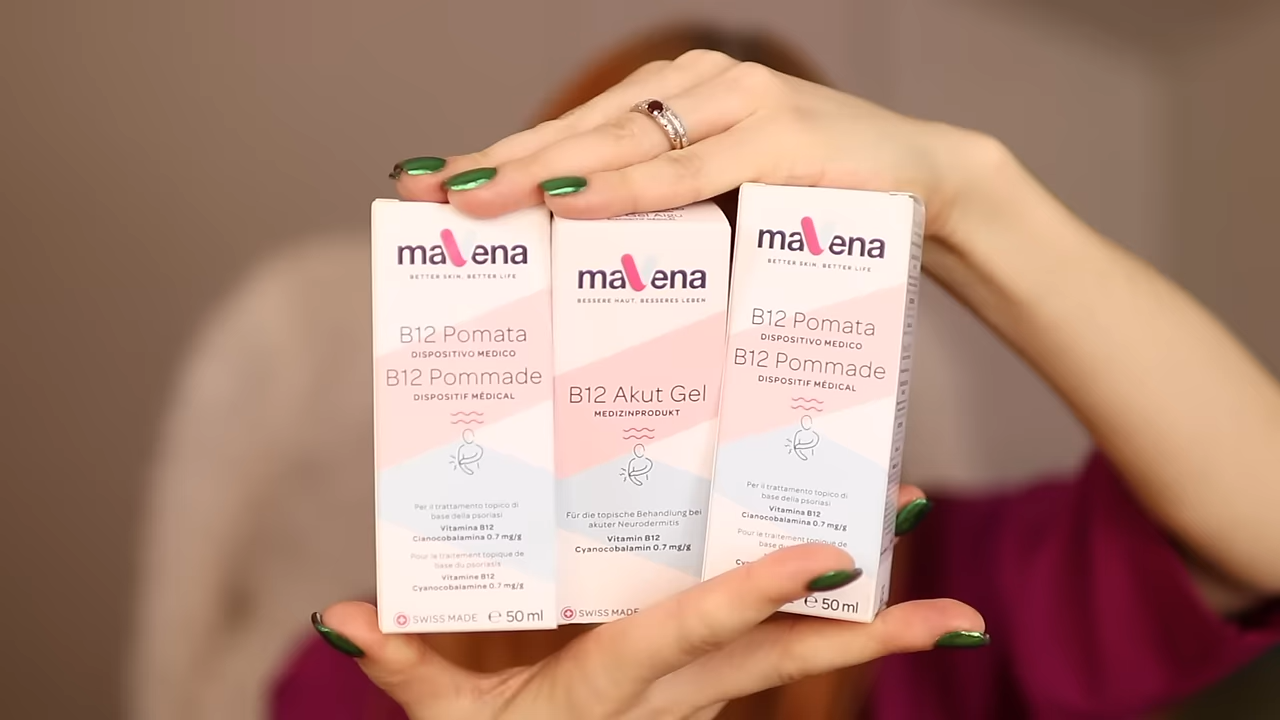 mavena
BETTER SKIN. BETTER LIFE.
B12 Pomata
DISPOSITIVO MEDICO
B12 Pommade
DISPOSITIF MÉDICAL
Per il trattamento topico di
base della psoriasi
Vitamina B12
Cianocobalamina 0.7 mg/g
Pour le traitement topique de
base du psoriasis
Vitamine B12
Cyanocobalamine 0.7 mg/g
SWISS MADE ℮ 50 ml
Gel Aigu
mavena
BESSERE HAUT. BESSERES LEBEN
B12 Akut Gel
MEDIZINPRODUKT
Für die topische Behandlung bei
akuter Neurodermitis
Vitamin B12
Cyanocobalamin 0.7 mg/g
SWISS MADE
mavena
BETTER SKIN. BETTER LIFE.
B12 Pomata
DISPOSITIVO MEDICO
B12 Pommade
DISPOSITIF MÉDICAL
Per il trattamento topico di
base della psoriasi
Vitamina B12
Cianocobalamina 0.7 mg/g
Pour le traitement topique de
℮ 50 ml